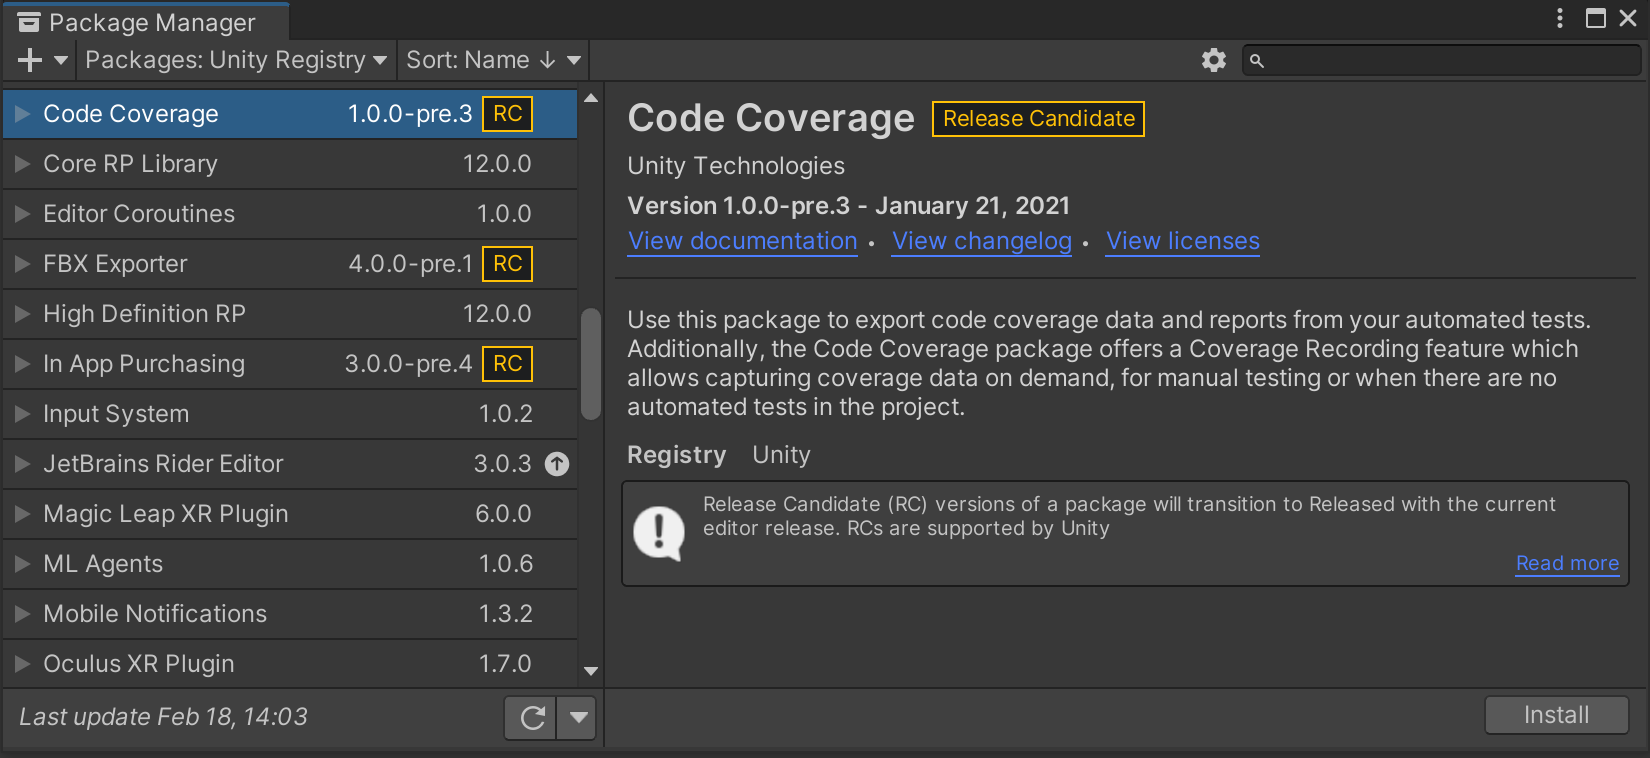 Package Manager
Packages: Unity Registry Sort: Name ↓
Code Coverage 1.0.0-pre.3 RC
Core RP Library 12.0.0
Editor Coroutines 1.0.0
FBX Exporter 4.0.0-pre.1 RC
High Definition RP 12.0.0
In App Purchasing 3.0.0-pre.4 RC
Input System 1.0.2
JetBrains Rider Editor 3.0.3
Magic Leap XR Plugin 6.0.0
ML Agents 1.0.6
Mobile Notifications 1.3.2
Oculus XR Plugin 1.7.0
Last update Feb 18, 14:03
Code Coverage Release Candidate
Unity Technologies
Version 1.0.0-pre.3 - January 21, 2021
View documentation • View changelog • View licenses
Use this package to export code coverage data and reports from your automated tests.
Additionally, the Code Coverage package offers a Coverage Recording feature which
allows capturing coverage data on demand, for manual testing or when there are no
automated tests in the project.
Registry Unity
Release Candidate (RC) versions of a package will transition to Released with the current
editor release. RCs are supported by Unity
Read more
Install